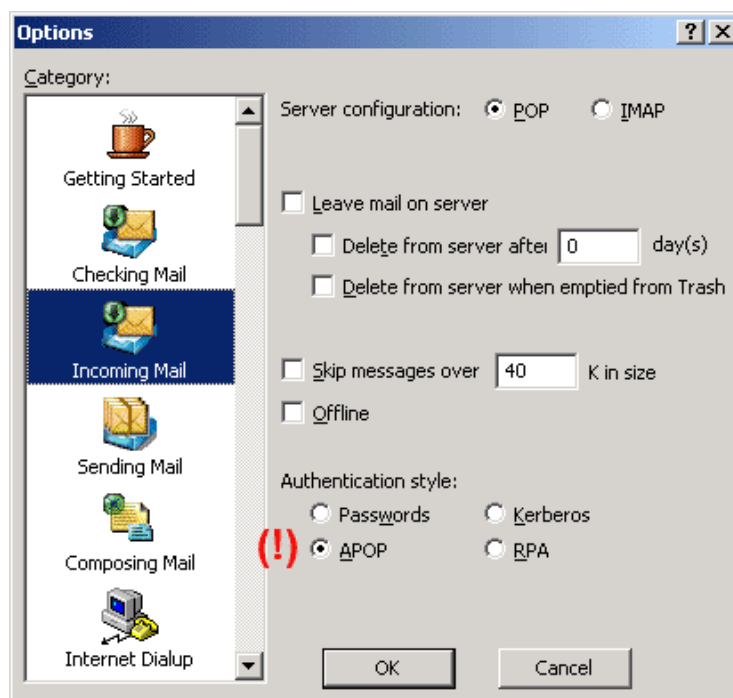 Options
Category:
Getting Started
Checking Mail
Incoming Mail
Sending Mail
Composing Mail
Internet Dialup
Server configuration: POP IMAP
Leave mail on server
Delete from server after 0 day(s)
Delete from server when emptied from Trash
Skip messages over 40 K in size
Offline
Authentication style:
Passwords Kerberos
(!) APOP RPA
OK Cancel